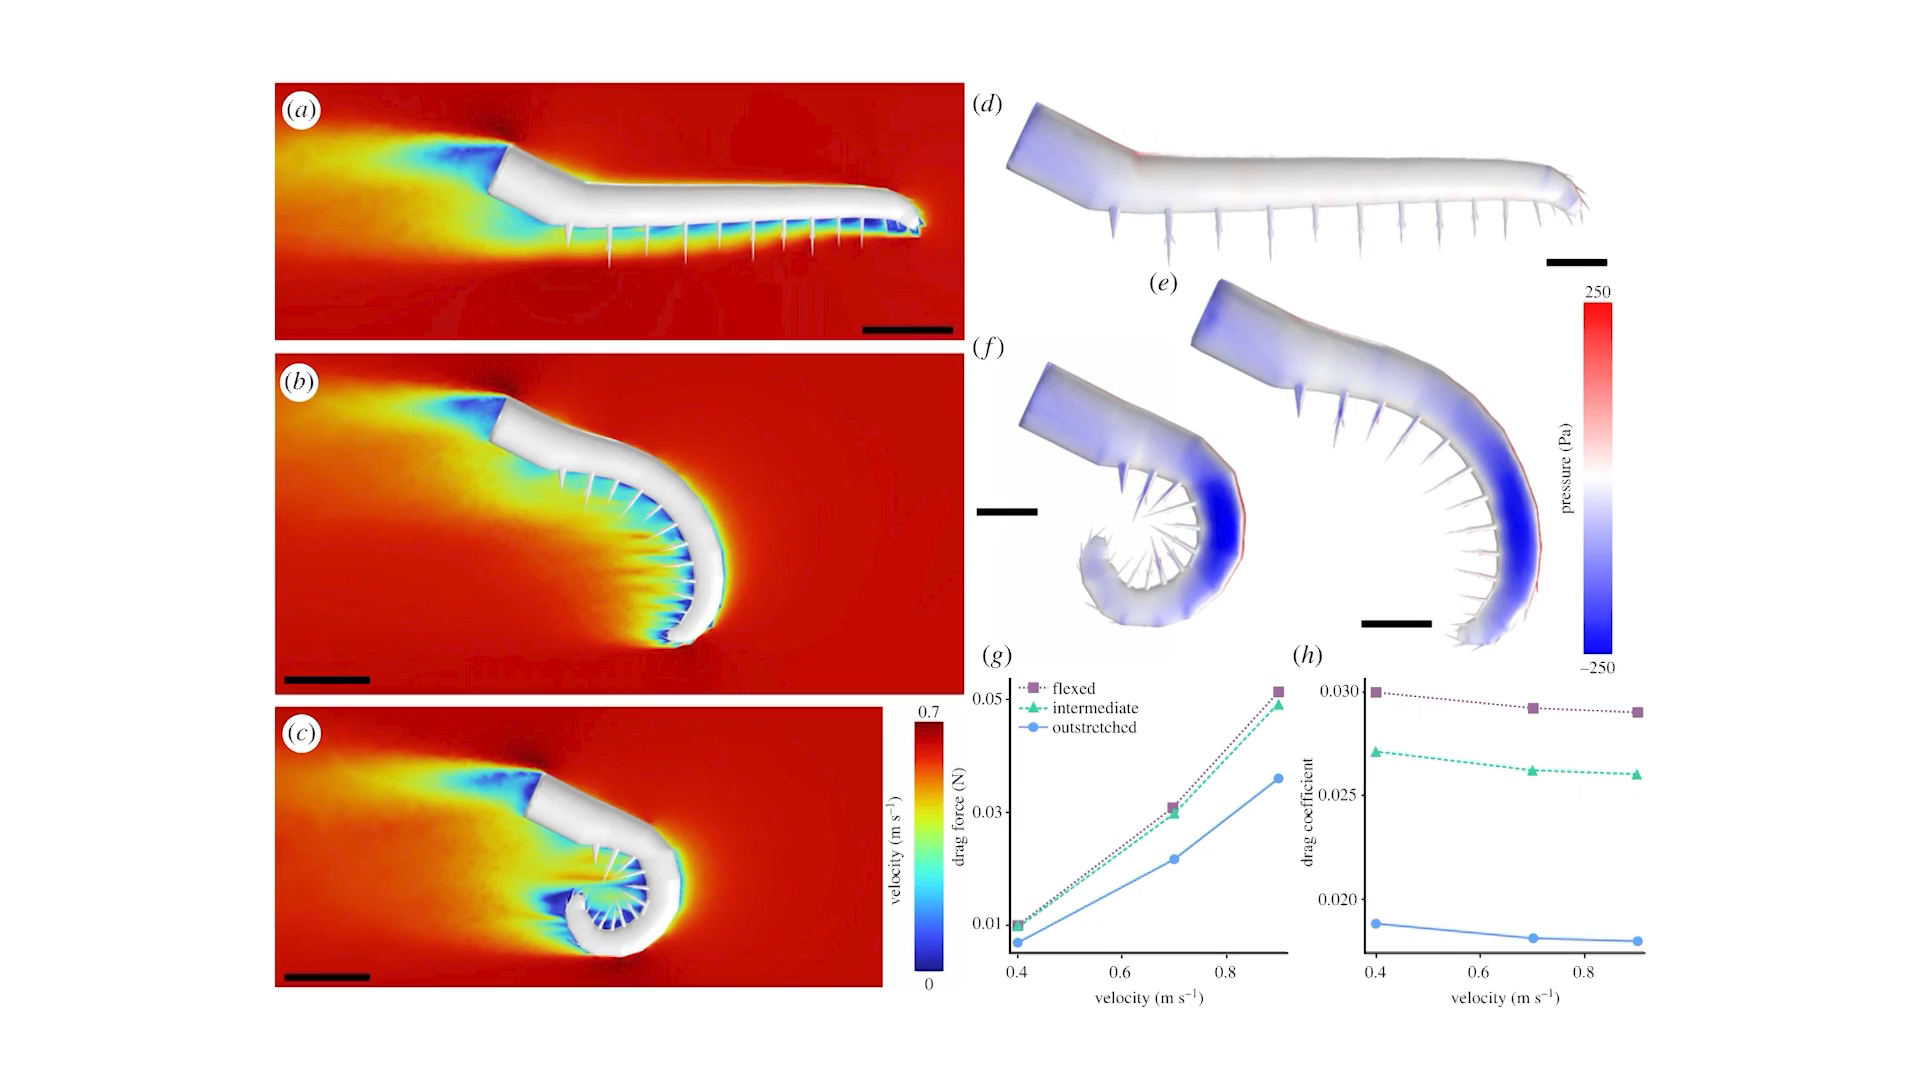 (a)
(b)
(c)
0.7
velocity (m s⁻¹)
0
(d)
(e)
(f)
250
pressure (Pa)
–250
(g)
flexed
intermediate
outstretched
drag force (N)
0.05
0.03
0.01
0.4 0.6 0.8
velocity (m s⁻¹)
(h)
drag coefficient
0.030
0.025
0.020
0.4 0.6 0.8
velocity (m s⁻¹)